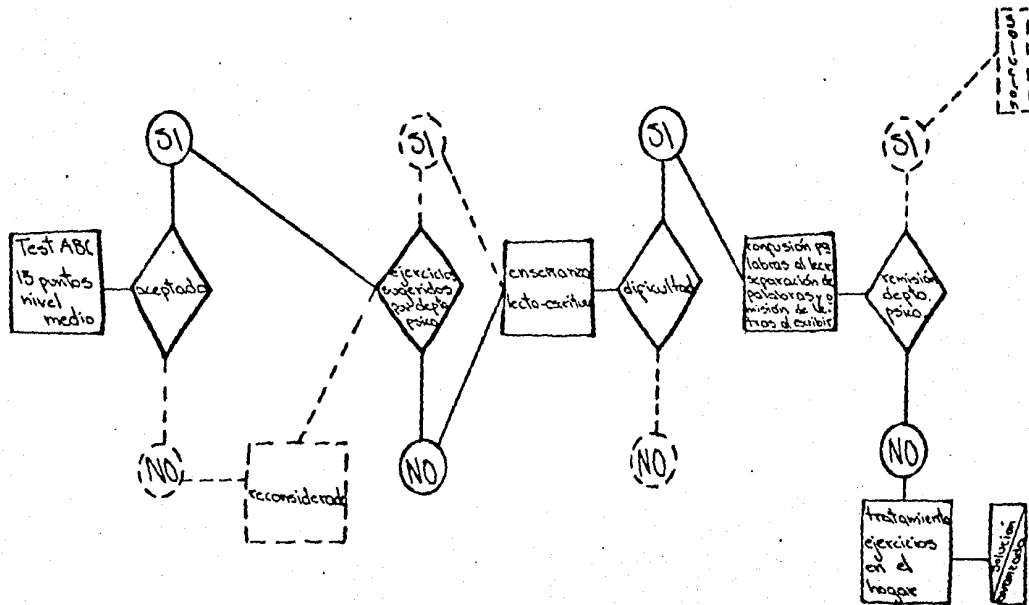 Test ABC
13 puntos
nivel
medio
aceptado
SI
NO
reconsiderado
ejercicios
sugeridos
por depto.
psico.
SI
NO
enseñanza
lecto-escritura
dificultad
SI
NO
confusión pa
labras al leer
separación de
palabras y o
misión de le
tras al escribir
remisión
depto.
psico.
SI
NO
tratamiento
ejercicios
en el
hogar
solución